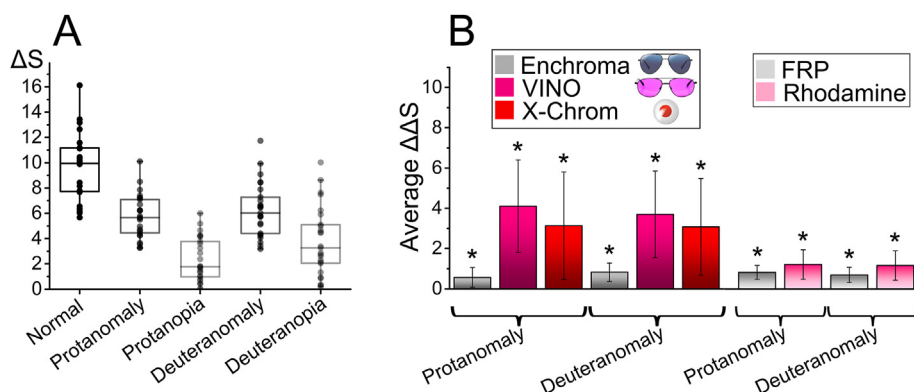 A
ΔS
16
14
12
10
8
6
4
2
0
Normal
Protanomaly
Protanopia
Deuteranomaly
Deuteranopia
B
Enchroma
VINO
X-Chrom
FRP
Rhodamine
Average ΔΔS
10
8
6
4
2
0
* * * * * * * * * *
Protanomaly
Deuteranomaly
Protanomaly
Deuteranomaly